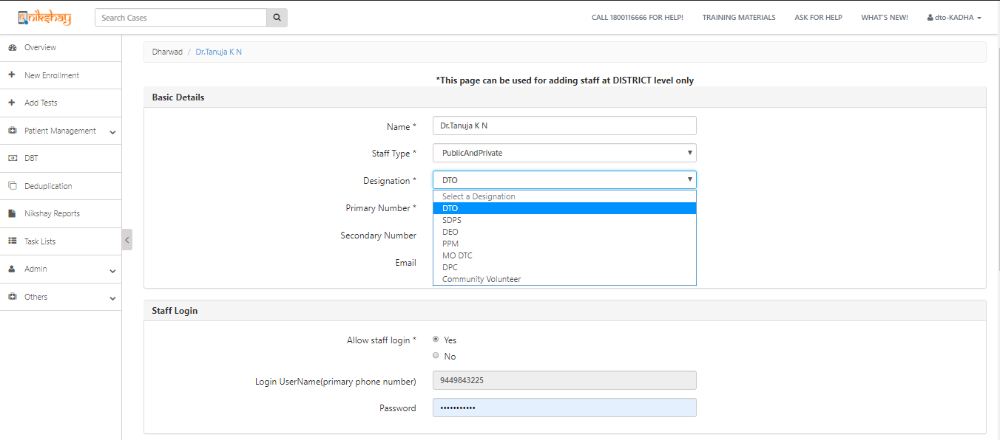 nikshay
Search Cases
CALL 1800116666 FOR HELP!
TRAINING MATERIALS
ASK FOR HELP
WHAT'S NEW!
dto-KADHA
Overview
New Enrollment
Add Tests
Patient Management
DBT
Deduplication
Nikshay Reports
Task Lists
Admin
Others
Dharwad / Dr.Tanuja K N
*This page can be used for adding staff at DISTRICT level only
Basic Details
Name * Dr.Tanuja K N
Staff Type * PublicAndPrivate
Designation * DTO
Select a Designation
DTO
SDPS
DEO
PPM
MO DTC
DPC
Community Volunteer
Primary Number *
Secondary Number
Email
Staff Login
Allow staff login * Yes
No
Login UserName(primary phone number) 9449843225
Password •••••••••••